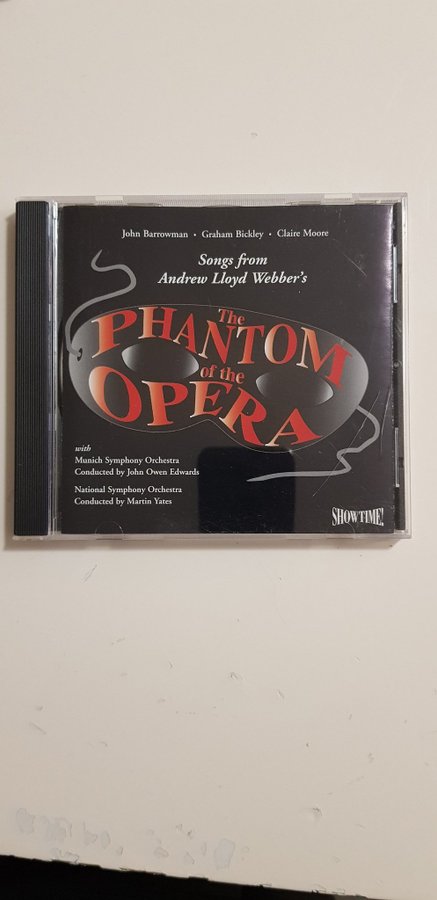 John Barrowman • Graham Bickley • Claire Moore
Songs from
Andrew Lloyd Webber's
The
PHANTOM
of the
OPERA
with
Munich Symphony Orchestra
Conducted by John Owen Edwards
National Symphony Orchestra
Conducted by Martin Yates
SHOWTIME!